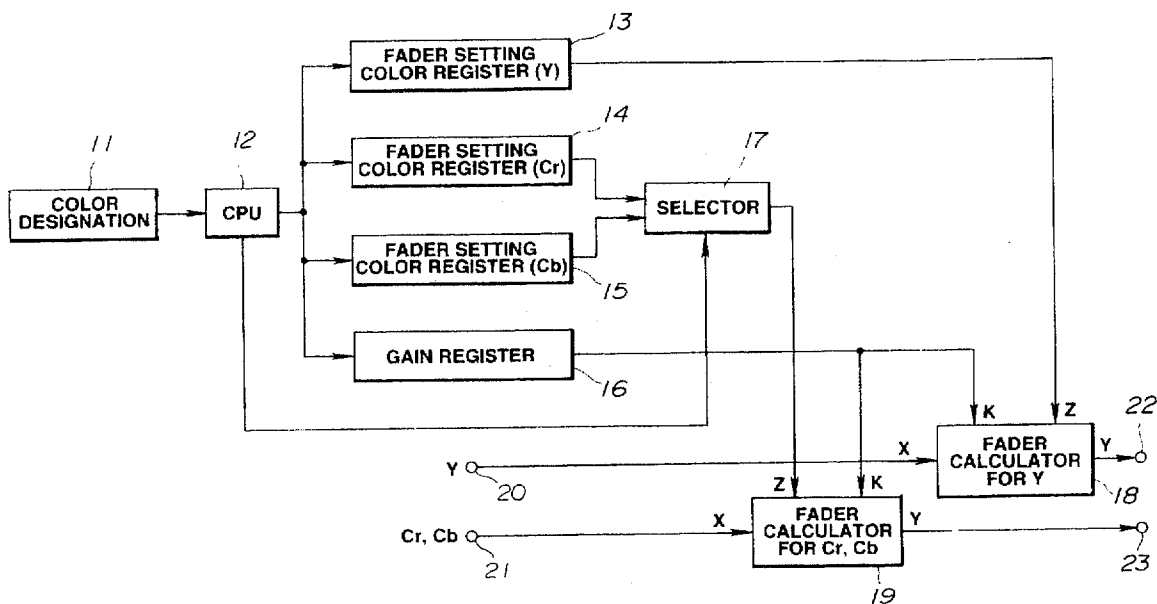 13
FADER SETTING
COLOR REGISTER (Y)
14
FADER SETTING
COLOR REGISTER (Cr)
17
SELECTOR
11
COLOR
DESIGNATION
12
CPU
FADER SETTING
COLOR REGISTER (Cb)
15
GAIN REGISTER
16
K
Z
22
X
FADER
CALCULATOR
FOR Y
Y
18
Y
20
Z
K
X
FADER
CALCULATOR
FOR Cr, Cb
Y
19
Cr, Cb
21
23